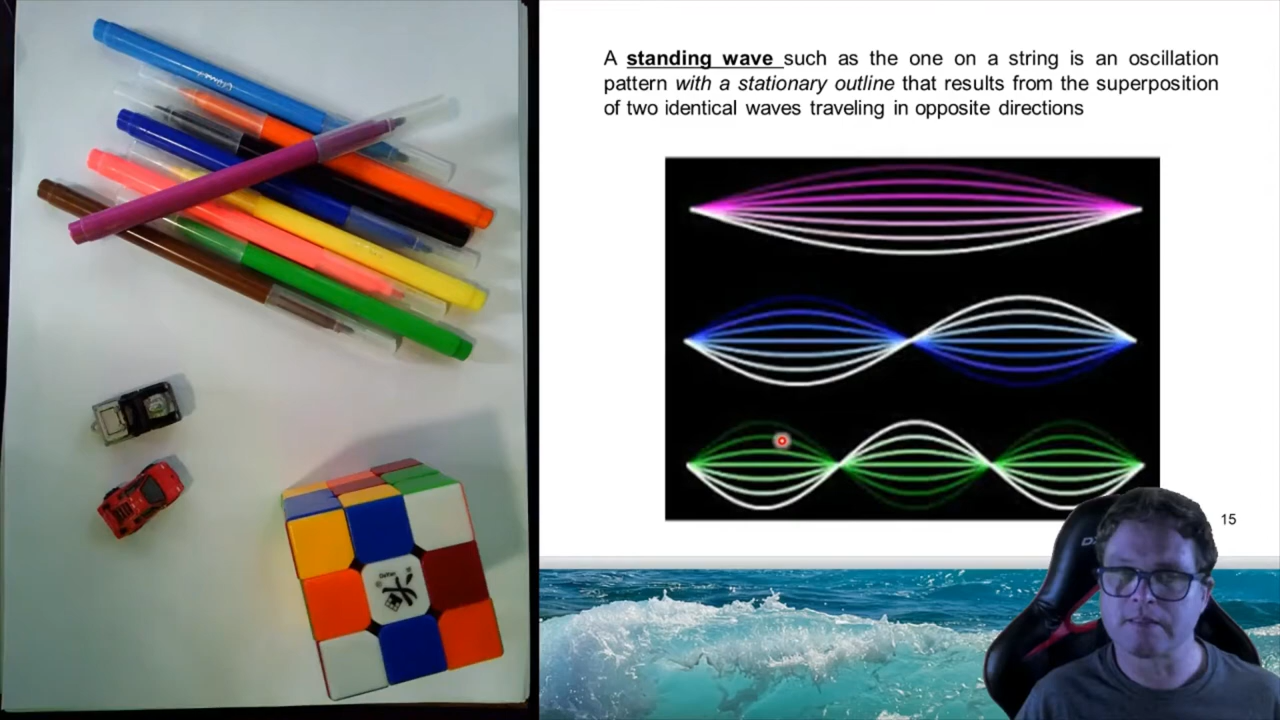 A standing wave such as the one on a string is an oscillation
pattern with a stationary outline that results from the superposition
of two identical waves traveling in opposite directions
15